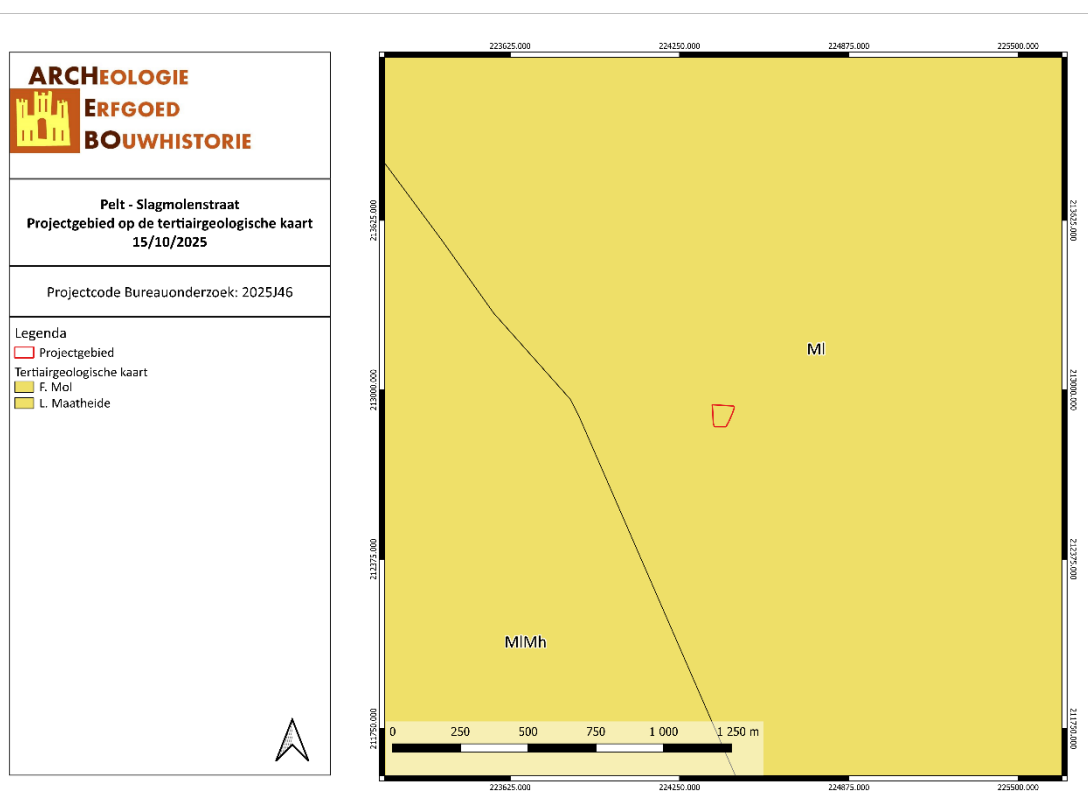 ARCHEOLOGIE
ERFGOED
BOUWHISTORIE
Pelt - Slagmolenstraat
Projectgebied op de tertiairgeologische kaart
15/10/2025
Projectcode Bureauonderzoek: 2025J46
Legenda
Projectgebied
Tertiairgeologische kaart
F. Mol
L. Maatheide
223625.000 224250.000 224875.000 225500.000
213625.000 213625.000
Ml
213000.000 213000.000
212375.000 212375.000
MlMh
211750.000 211750.000
0 250 500 750 1 000 1 250 m
223625.000 224250.000 224875.000 225500.000